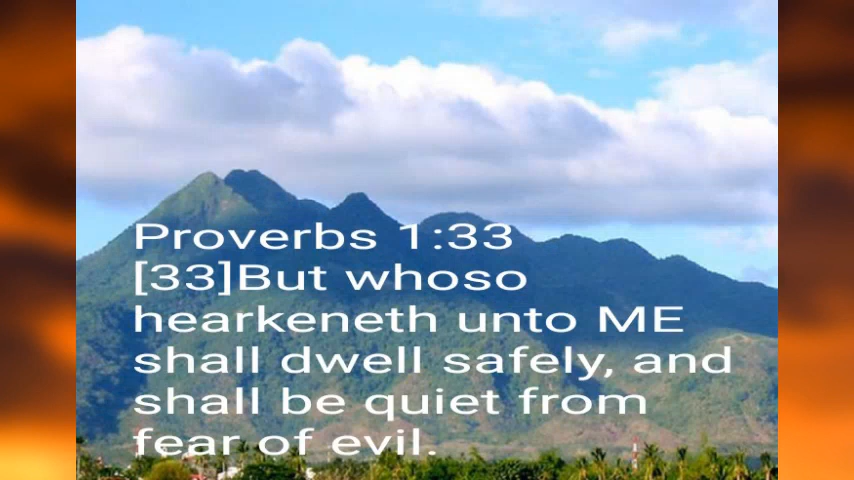 Proverbs 1:33
[33]But whoso
hearkeneth unto ME
shall dwell safely, and
shall be quiet from
fear of evil.